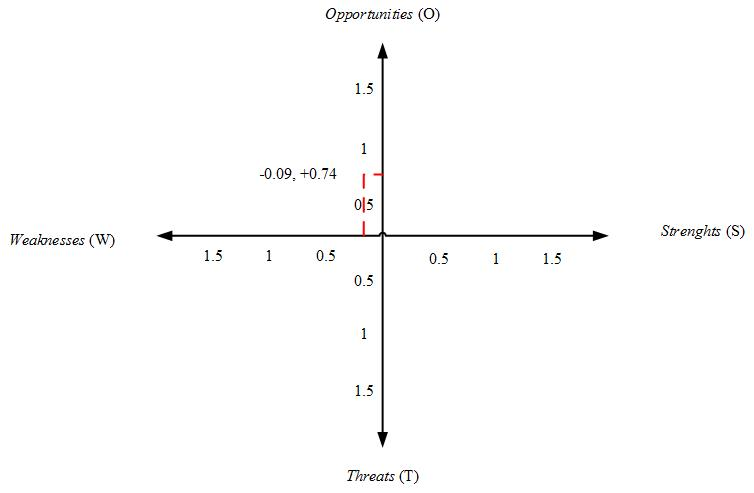 Opportunities (O)
1.5
1
-0.09, +0.74
0.5
Weaknesses (W)
Strenghts (S)
1.5 1 0.5 0.5 1 1.5
0.5
1
1.5
Threats (T)